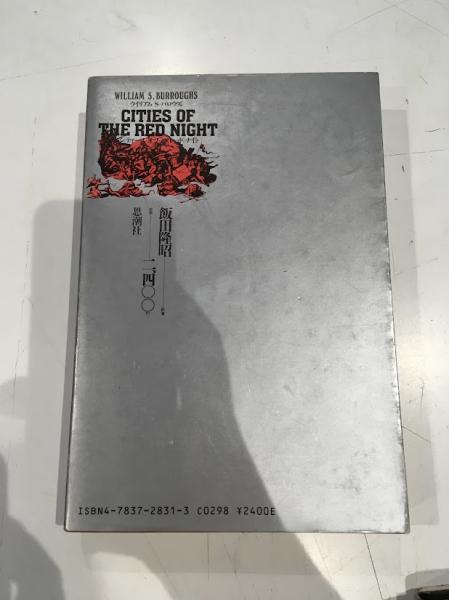 WILLIAM S. BURROUGHS
ウイリアム・S・バロウズ
CITIES OF
THE RED NIGHT
飯田隆昭
思潮社
二、四〇〇
ISBN4-7837-2831-3 C0298 ¥2400E